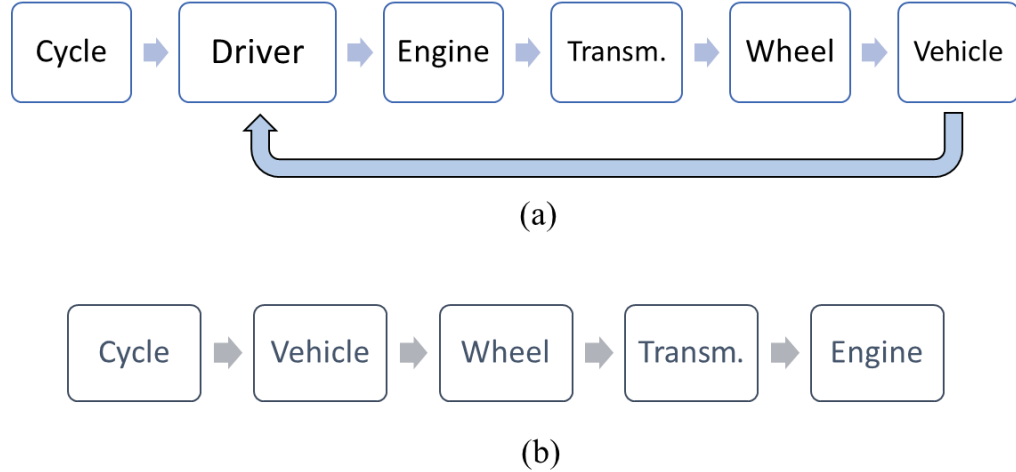 Cycle Driver Engine Transm. Wheel Vehicle
(a)
Cycle Vehicle Wheel Transm. Engine
(b)